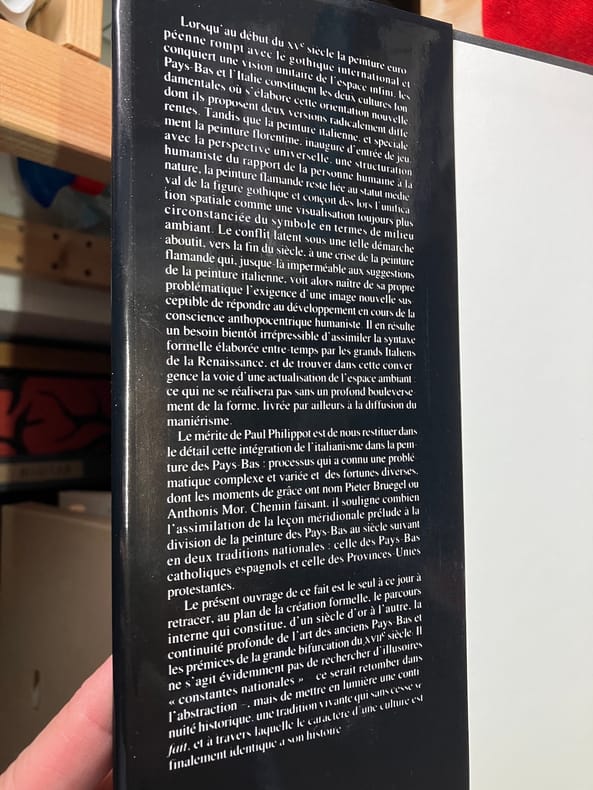 Lorsqu'au début du XVe siècle la peinture euro
péenne rompt avec le gothique international et
conquiert une vision unitaire de l'espace infini, les
Pays-Bas et l'Italie constituent les deux cultures fon
damentales où s'élabore cette orientation nouvelle
dont ils proposent deux versions radicalement diffé
rentes. Tandis que la peinture italienne, et spéciale
ment la peinture florentine, inaugure d'entrée de jeu,
avec la perspective universelle, une structuration
humaniste du rapport de la personne humaine à la
nature, la peinture flamande reste liée au statut médié
val de la figure gothique et conçoit dès lors l'unifica
tion spatiale comme une visualisation toujours plus
circonstanciée du symbole en termes de milieu
ambiant. Le conflit latent sous une telle démarche
aboutit, vers la fin du siècle, à une crise de la peinture
flamande qui, jusque-là imperméable aux suggestions
de la peinture italienne, voit alors naître de sa propre
problématique l'exigence d'une image nouvelle sus
ceptible de répondre au développement en cours de la
conscience anthopocentrique humaniste. Il en résulte
un besoin bientôt irrépressible d'assimiler la syntaxe
formelle élaborée entre-temps par les grands Italiens
de la Renaissance, et de trouver dans cette conver
gence la voie d'une actualisation de l'espace ambiant :
ce qui ne se réalisera pas sans un profond bouleverse
ment de la forme, livrée par ailleurs à la diffusion du
maniérisme.
Le mérite de Paul Philippot est de nous restituer dans
le détail cette intégration de l'italianisme dans la pein
ture des Pays-Bas : processus qui a connu une problé
matique complexe et variée et des fortunes diverses,
dont les moments de grâce ont nom Pieter Bruegel ou
Anthonis Mor. Chemin faisant, il souligne combien
l'assimilation de la leçon méridionale prélude à la
division de la peinture des Pays-Bas au siècle suivant
en deux traditions nationales : celle des Pays-Bas
catholiques espagnols et celle des Provinces-Unies
protestantes.
Le présent ouvrage de ce fait est le seul à ce jour à
retracer, au plan de la création formelle, le parcours
interne qui constitue, d'un siècle d'or à l'autre, la
continuité profonde de l'art des anciens Pays-Bas et
les prémices de la grande bifurcation du XVIIe siècle. Il
ne s'agit évidemment pas de rechercher d'illusoires
« constantes nationales » – ce serait retomber dans
l'abstraction –, mais de mettre en lumière une conti
nuité historique, une tradition vivante qui sans cesse se
fait, et à travers laquelle le caractère d'une culture est
finalement identique à son histoire